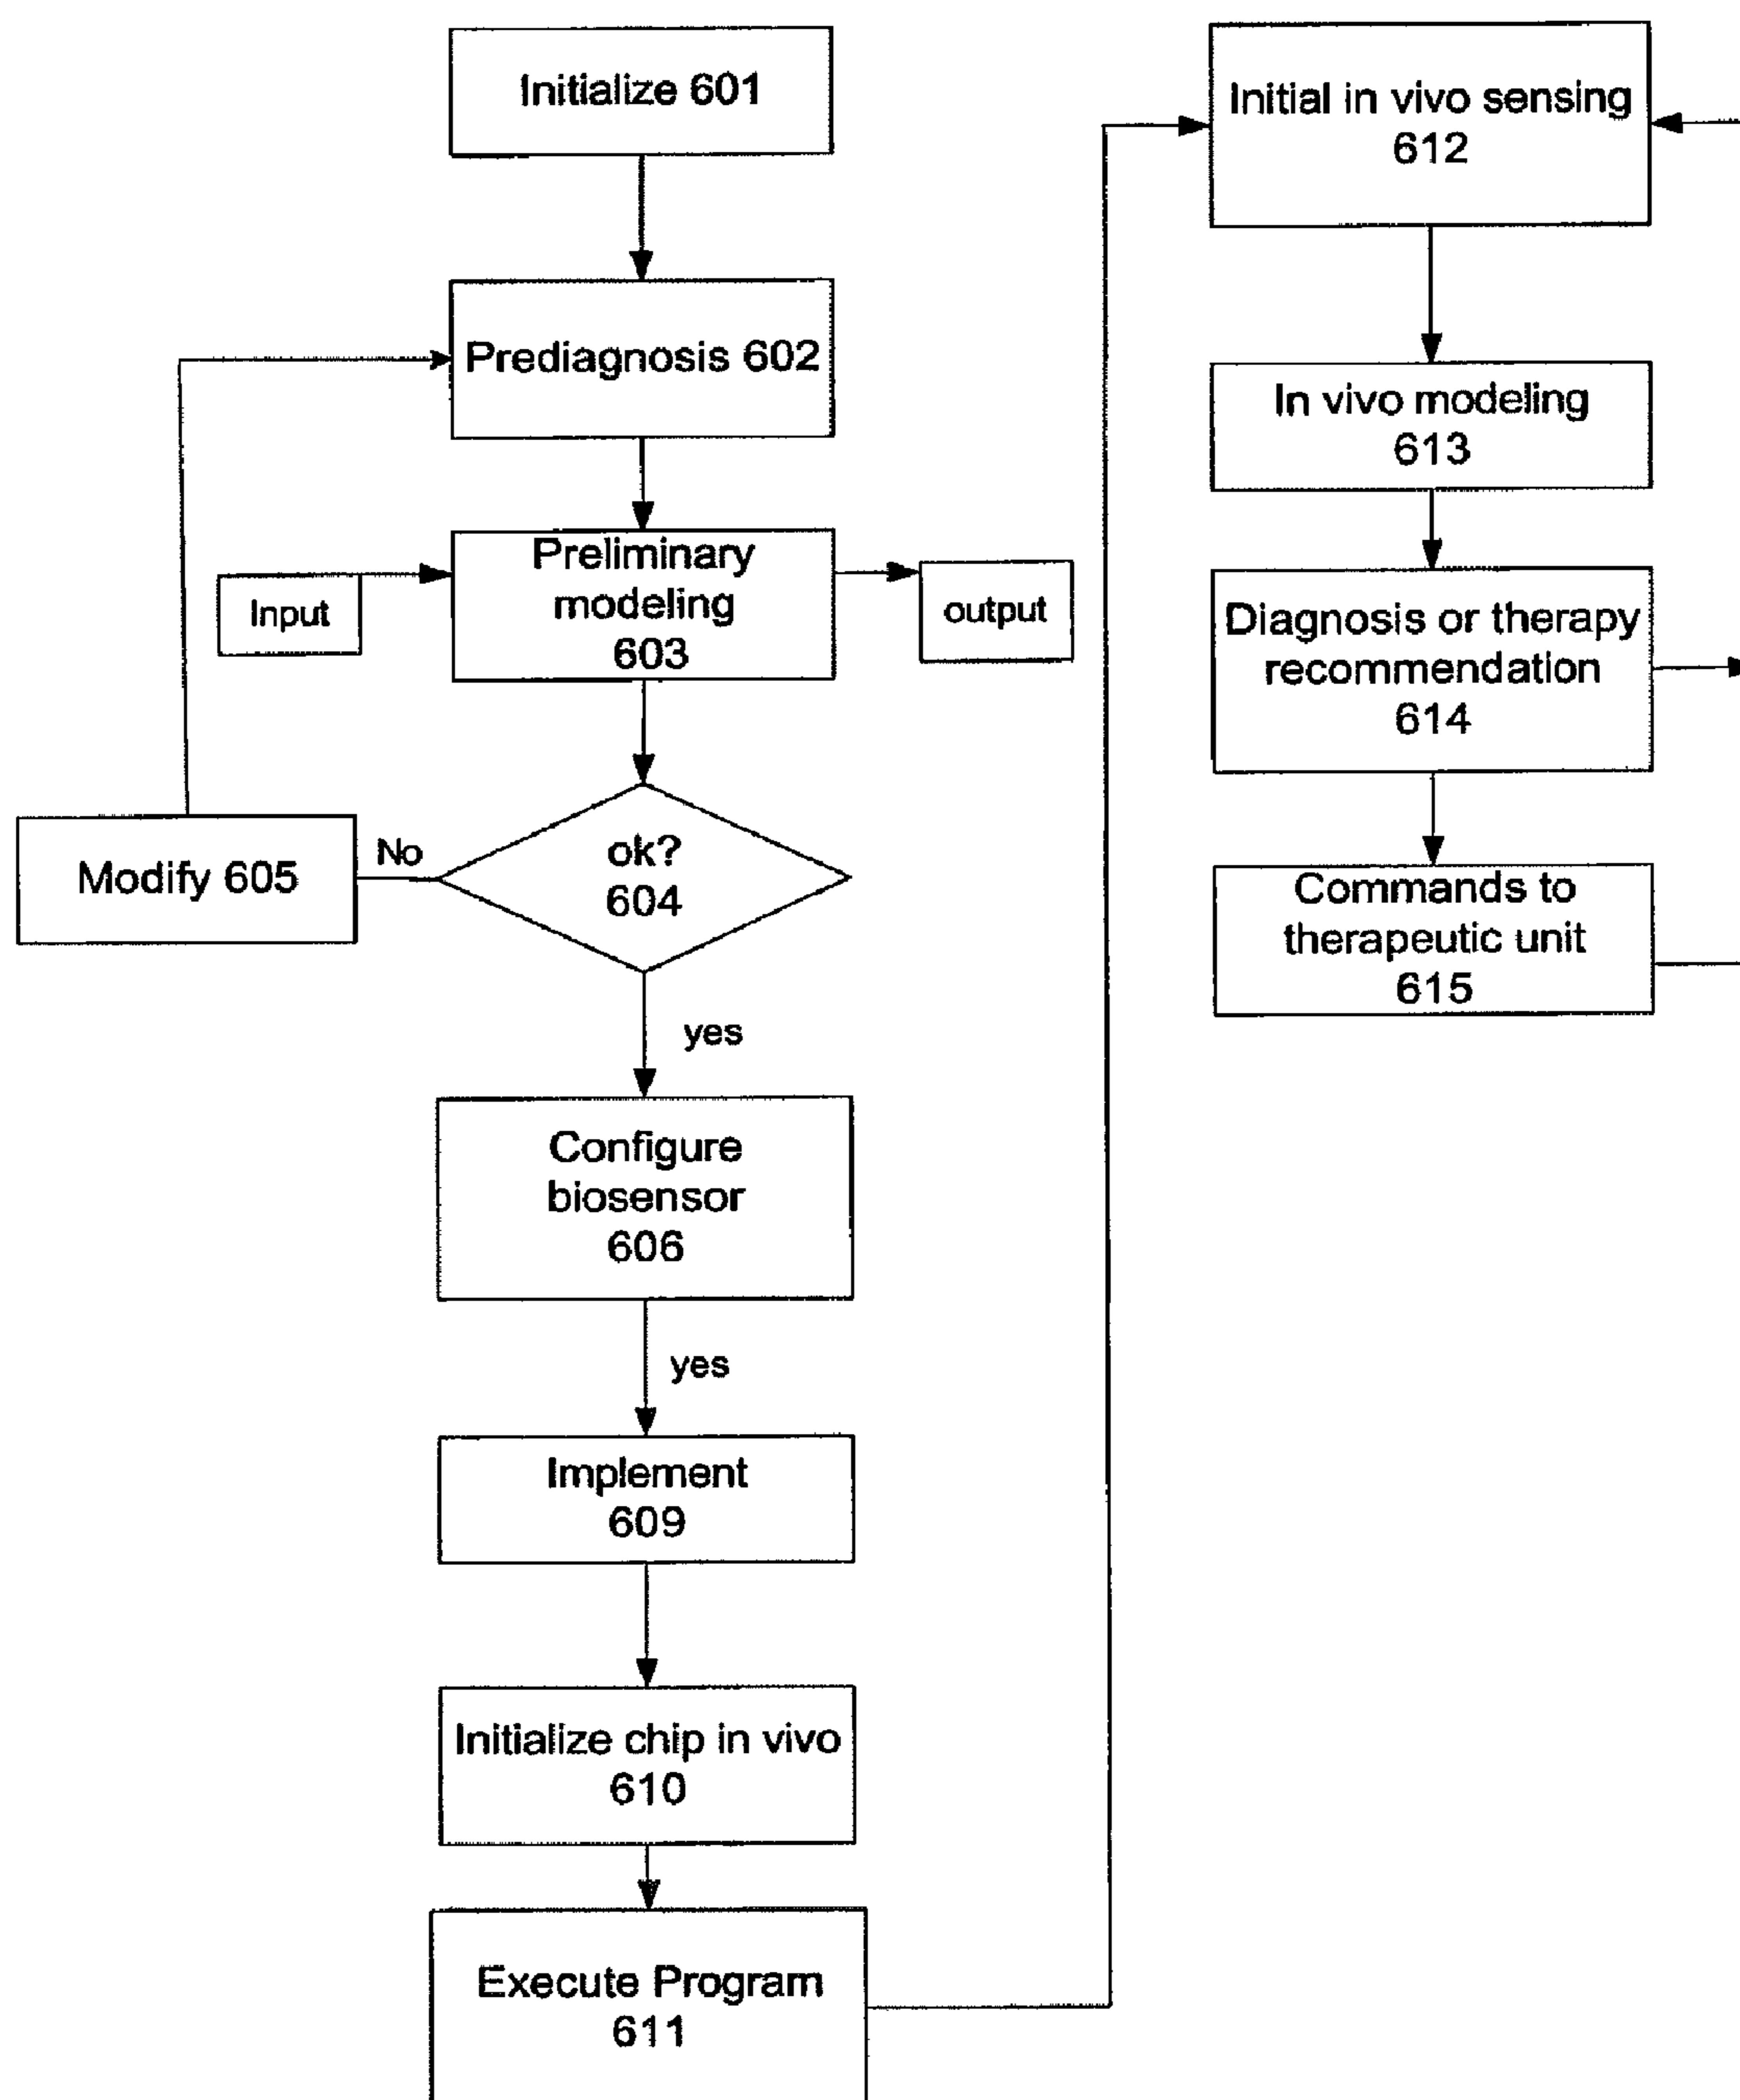 Initialize 601
Prediagnosis 602
Preliminary
modeling
603
Input
output
ok?
604
No
Modify 605
yes
Configure
biosensor
606
yes
Implement
609
Initialize chip in vivo
610
Execute Program
611
Initial in vivo sensing
612
In vivo modeling
613
Diagnosis or therapy
recommendation
614
Commands to
therapeutic unit
615